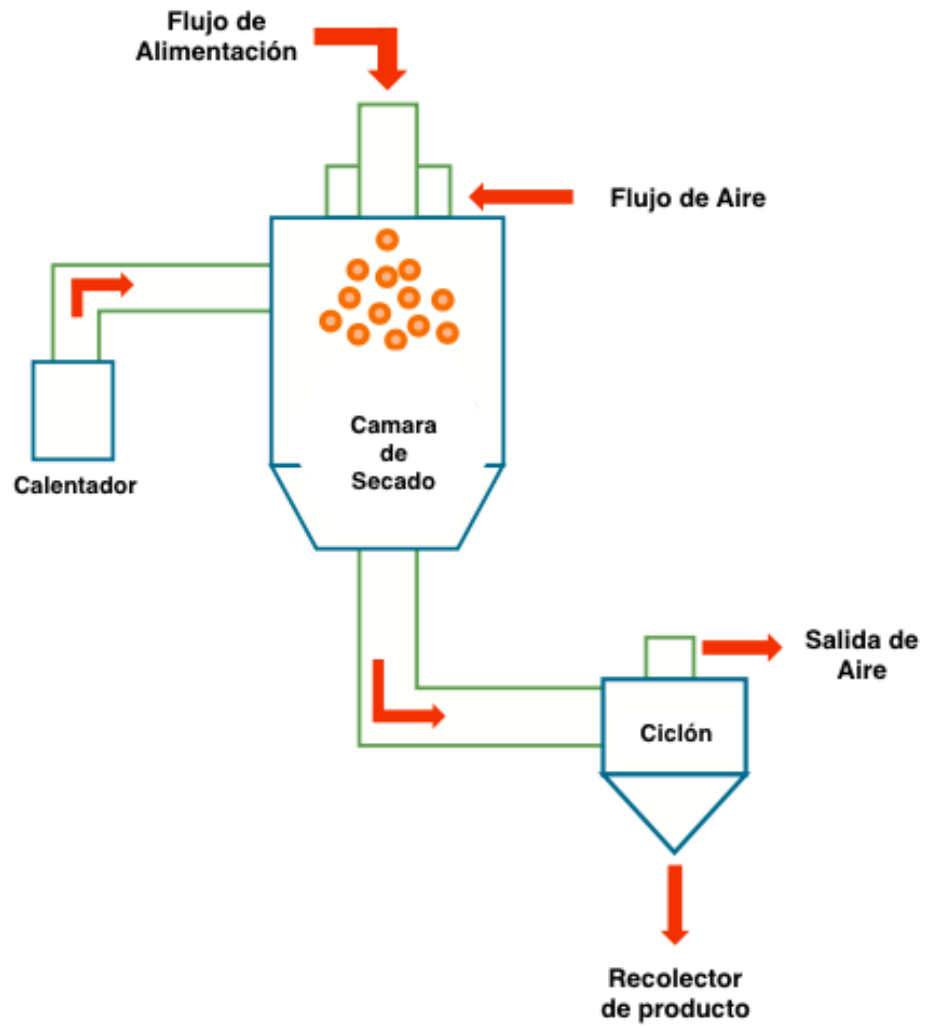 Flujo de
Alimentación
Flujo de Aire
Camara
de
Secado
Calentador
Salida de
Aire
Ciclón
Recolector
de producto